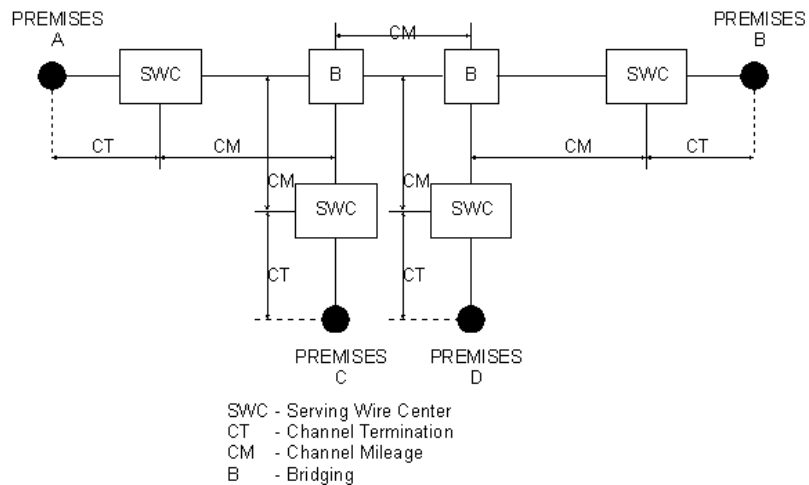 PREMISES
A
PREMISES
B
CM
SWC
B
B
SWC
CT
CM
CM
CT
CM
CM
SWC
SWC
CT
CT
PREMISES
C
PREMISES
D
SWC - Serving Wire Center
CT - Channel Termination
CM - Channel Mileage
B - Bridging